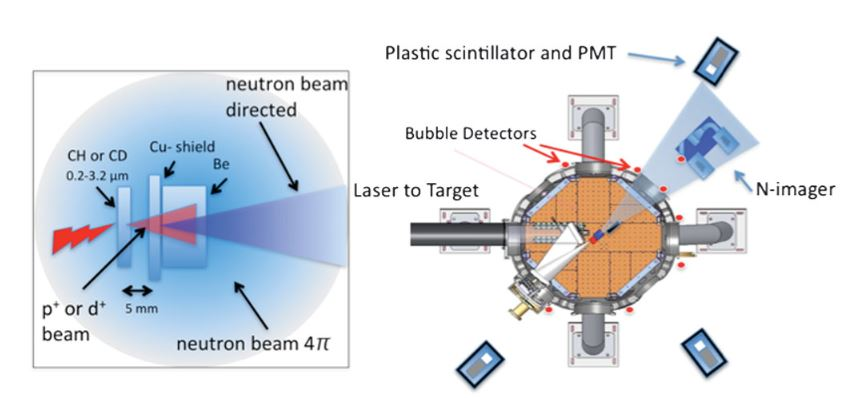 neutron beam
directed
Cu- shield
CH or CD
0.2-3.2 µm
Be
p⁺ or d⁺
beam
5 mm
neutron beam 4π
Plastic scintillator and PMT
Bubble Detectors
Laser to Target
N-imager